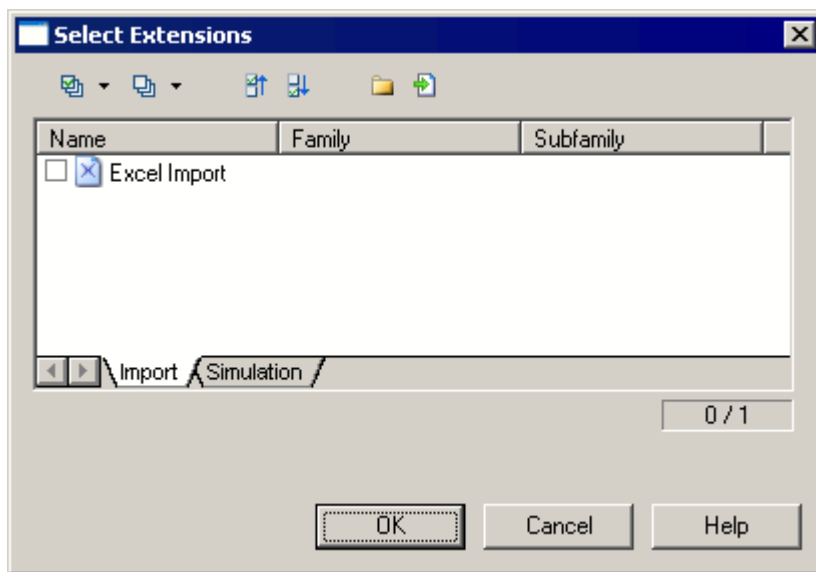 Select Extensions
Name Family Subfamily
Excel Import
Import Simulation
0 / 1
OK Cancel Help